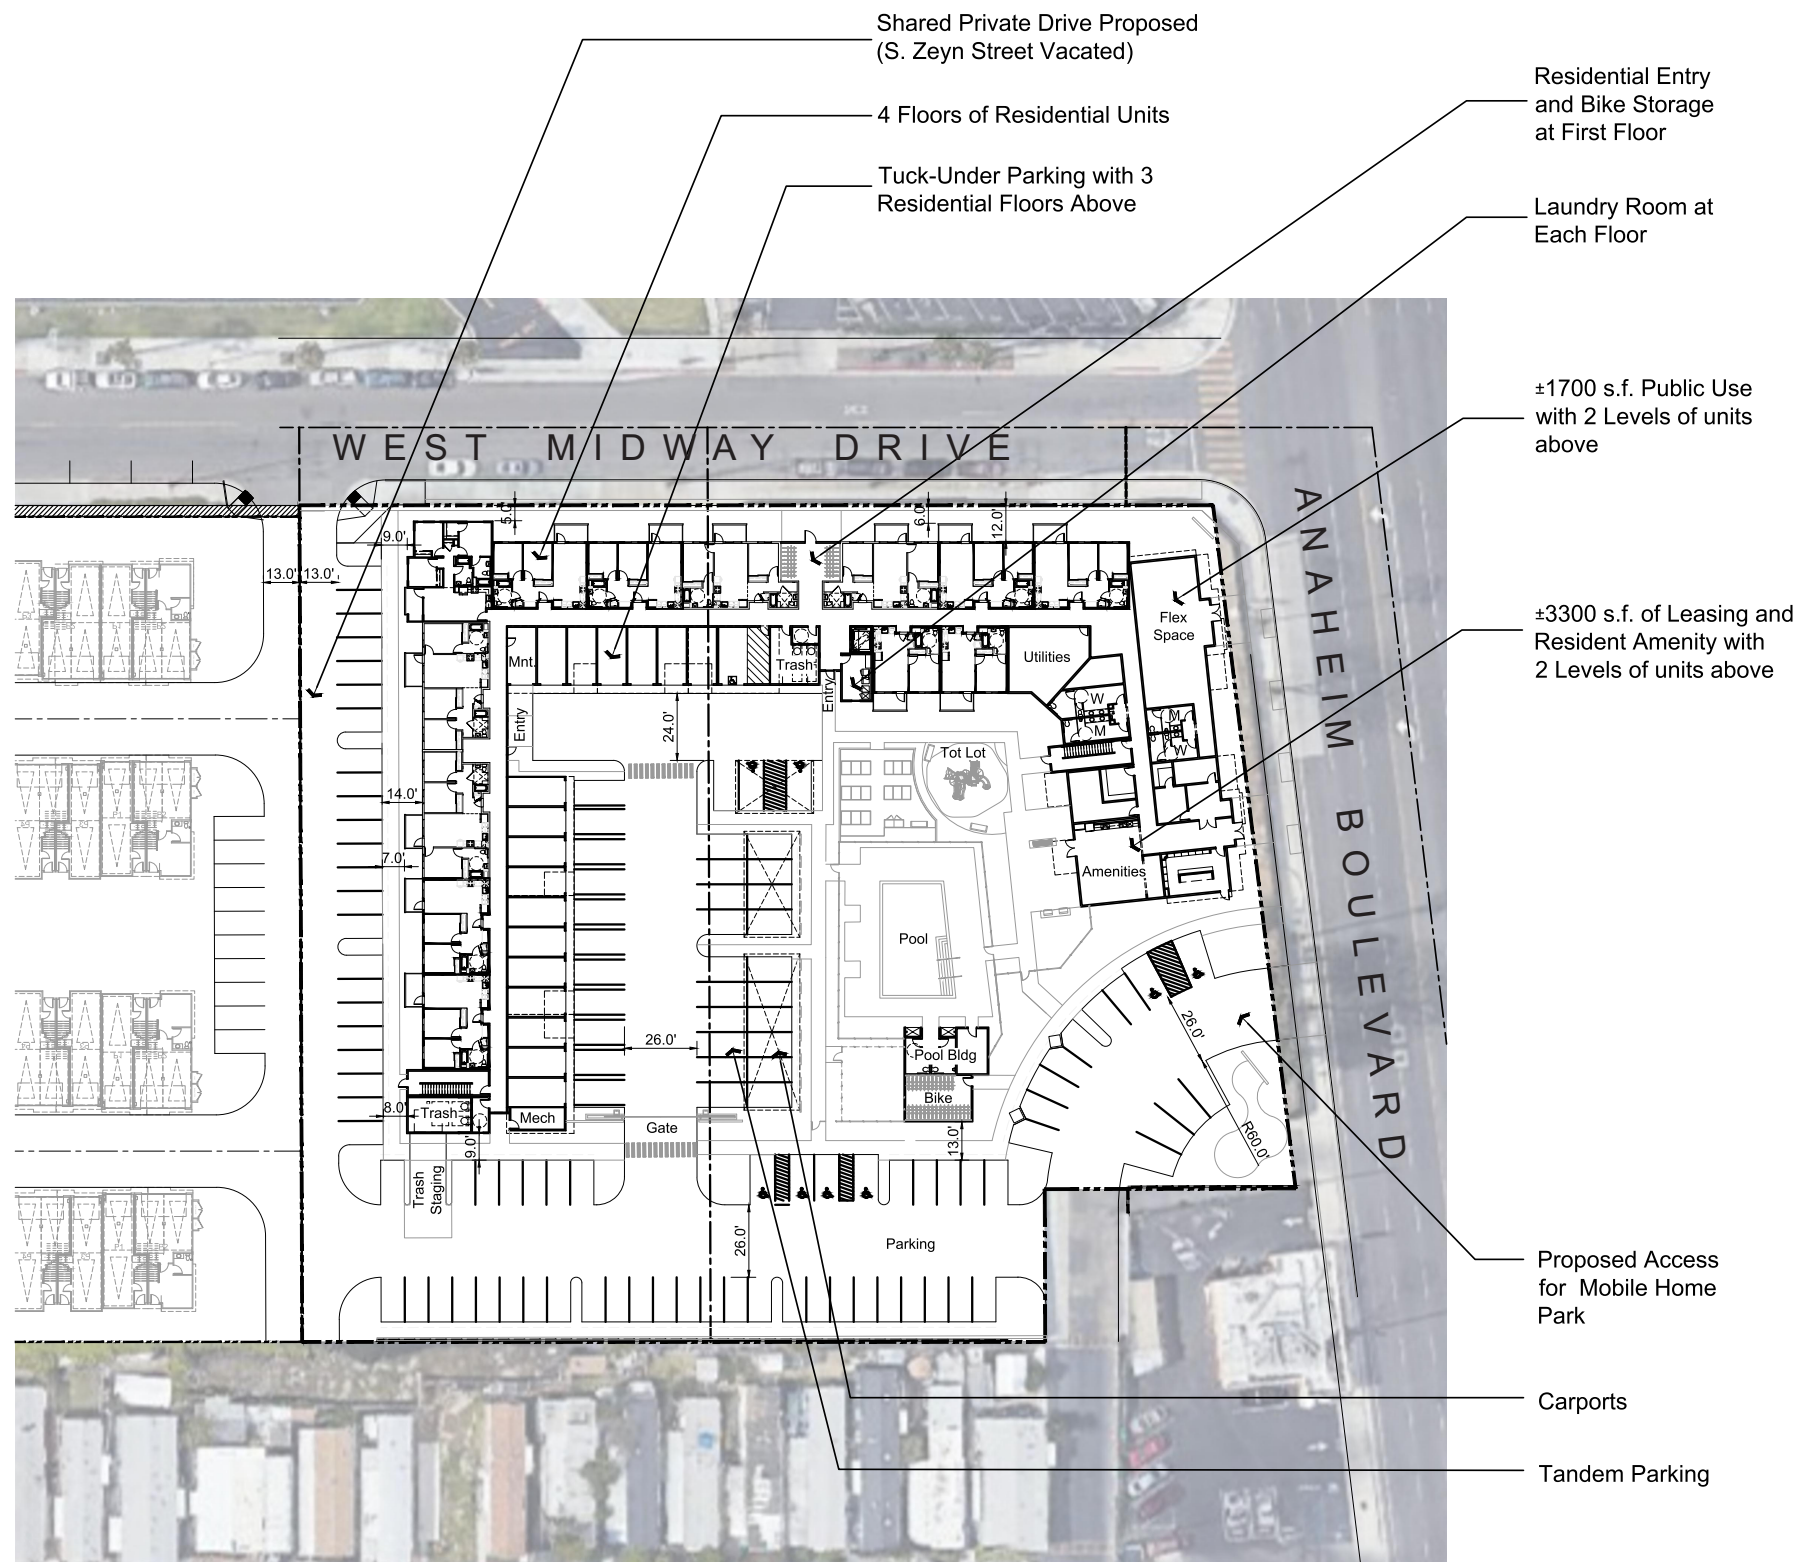 Shared Private Drive Proposed
(S. Zeyn Street Vacated)
4 Floors of Residential Units
Tuck-Under Parking with 3
Residential Floors Above
Residential Entry
and Bike Storage
at First Floor
Laundry Room at
Each Floor
±1700 s.f. Public Use
with 2 Levels of units
above
±3300 s.f. of Leasing and
Resident Amenity with
2 Levels of units above
Proposed Access
for Mobile Home
Park
Carports
Tandem Parking
WEST MIDWAY DRIVE
ANAHEIM BOULEVARD
5.0'
6.0'
12.0'
9.0'
13.0'
13.0'
Flex
Space
Mnt.
Trash
Utilities
Entry
Entry
24.0'
W
M
M
W
Tot Lot
14.0'
7.0'
Amenities
Pool
26.0'
26.0'
Pool Bldg
Bike
8.0'
Trash
Mech
Gate
9.0'
13.0'
R60.0'
Trash
Staging
26.0'
Parking